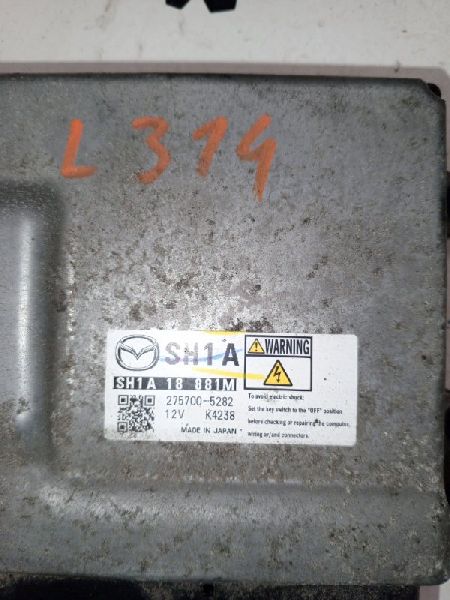 L 314
SH1A
SH1A 18 881M
275700-5282
12V K4238
MADE IN JAPAN
WARNING
To avoid electric shock:
Set the key switch to the "OFF" position
before checking or repairing the computer,
wiring or, and connectors.